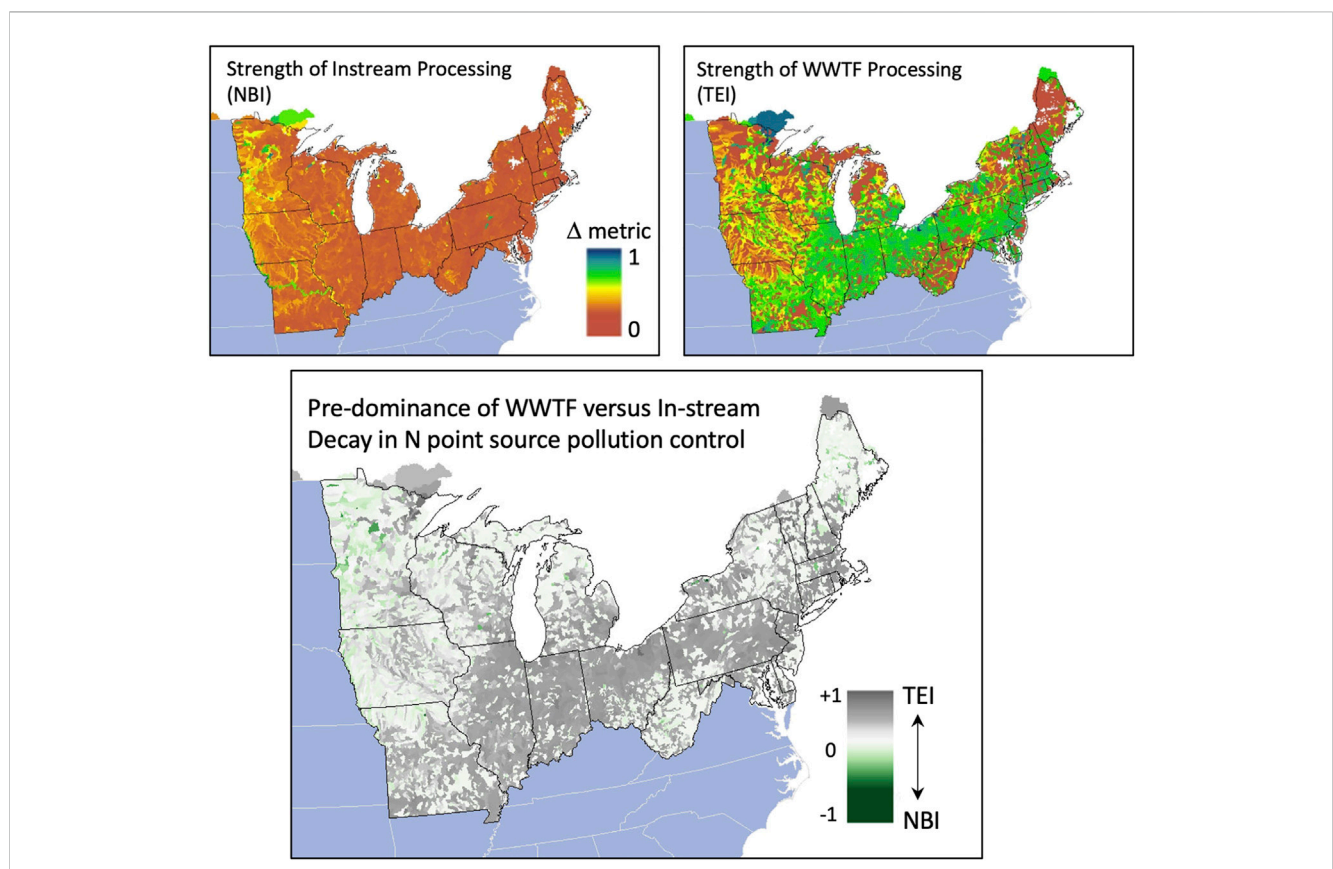 Strength of Instream Processing
(NBI)
Δ metric
1
0
Strength of WWTF Processing
(TEI)
Pre-dominance of WWTF versus In-stream
Decay in N point source pollution control
+1 TEI
0
-1 NBI